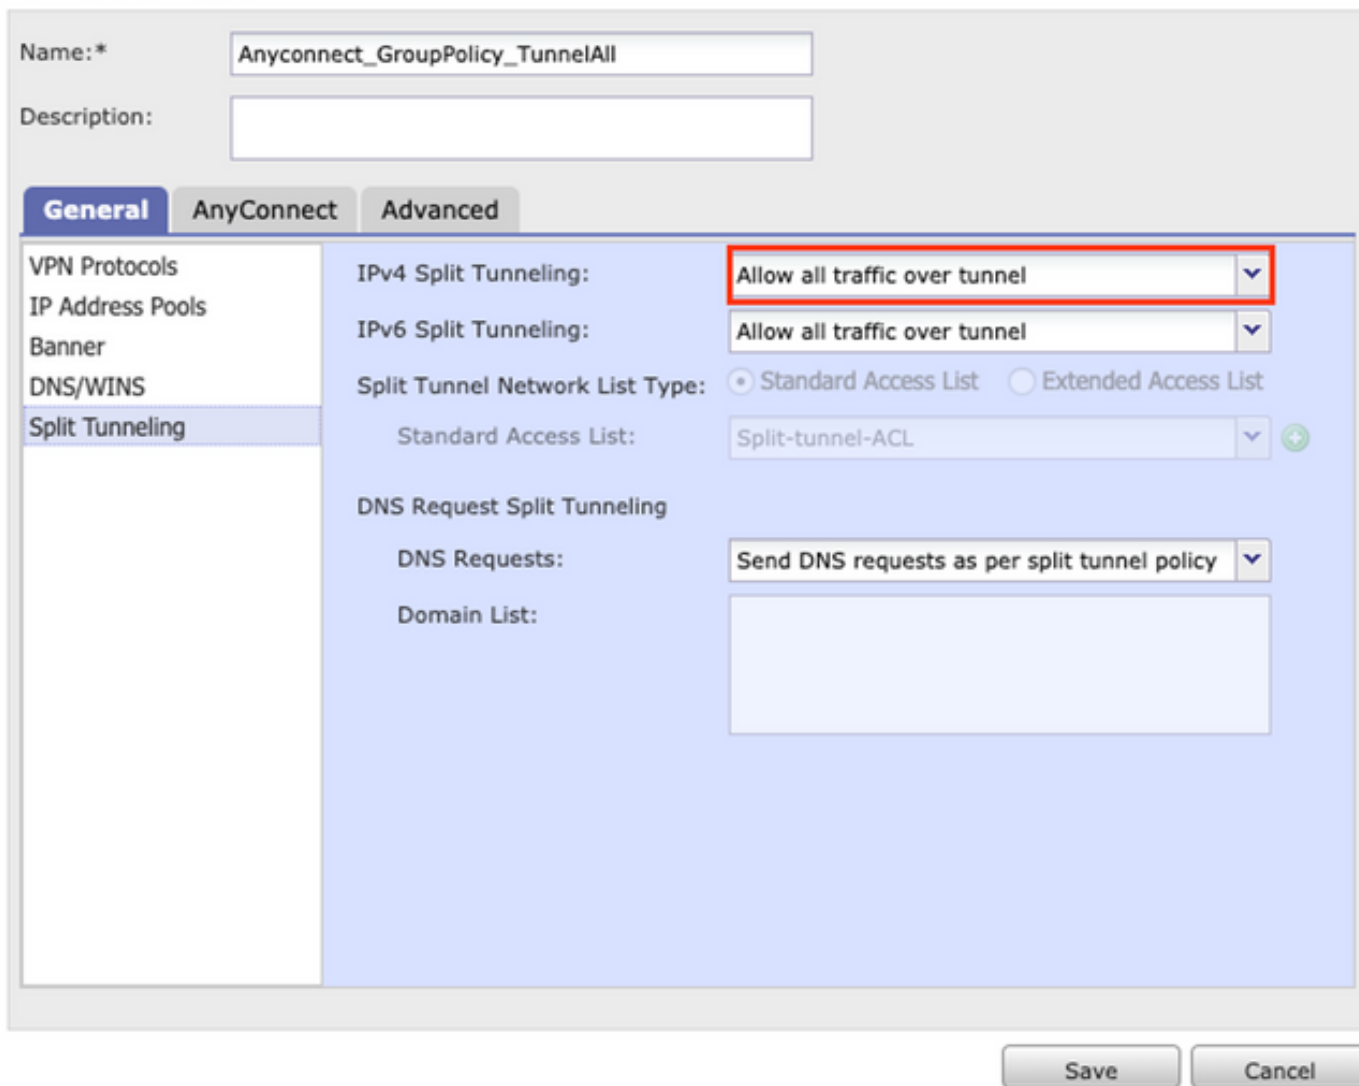 Name:* Anyconnect_GroupPolicy_TunnelAll
Description:
General AnyConnect Advanced
VPN Protocols
IP Address Pools
Banner
DNS/WINS
Split Tunneling
IPv4 Split Tunneling: Allow all traffic over tunnel
IPv6 Split Tunneling: Allow all traffic over tunnel
Split Tunnel Network List Type: Standard Access List Extended Access List
Standard Access List: Split-tunnel-ACL
DNS Request Split Tunneling
DNS Requests: Send DNS requests as per split tunnel policy
Domain List:
Save Cancel